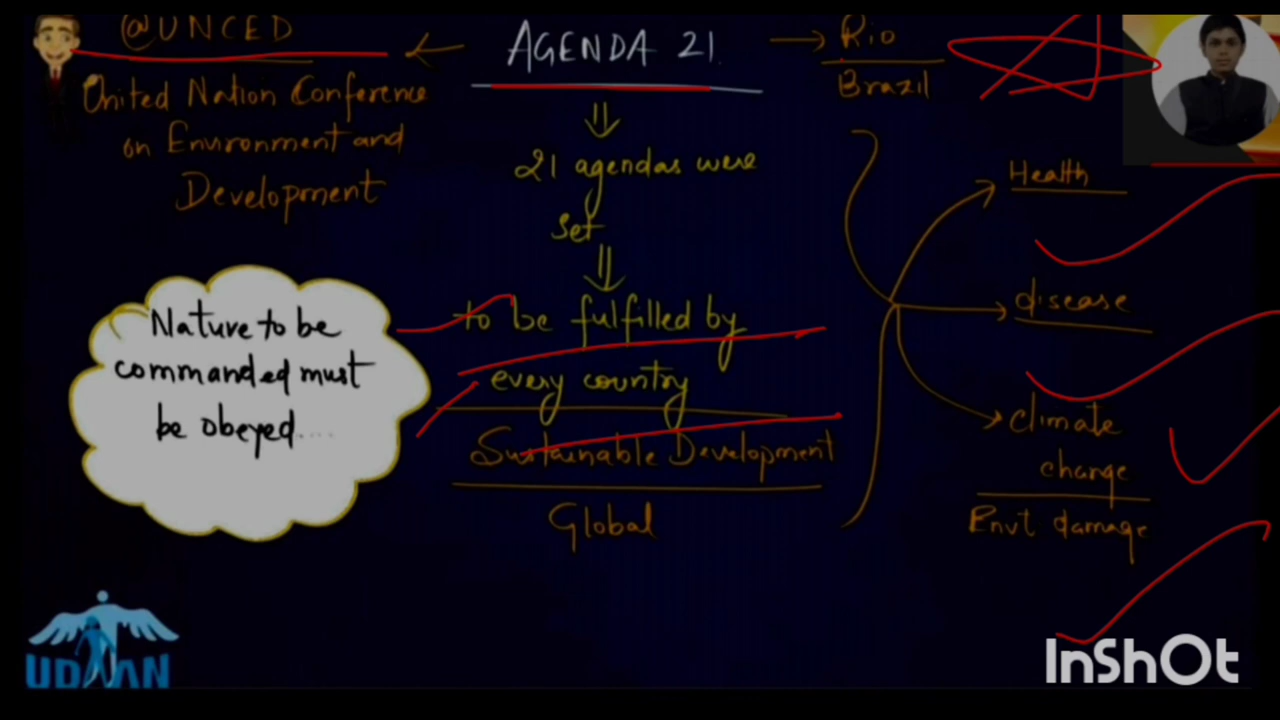 @UNCED
United Nation Conference
on Environment and
Development
AGENDA 21
Rio
Brazil
21 agendas were
set
to be fulfilled by
every country
Sustainable Development
Global
Health
disease
climate
change
Envt damage
Nature to be
commanded must
be obeyed....
UDAAN
InShOt